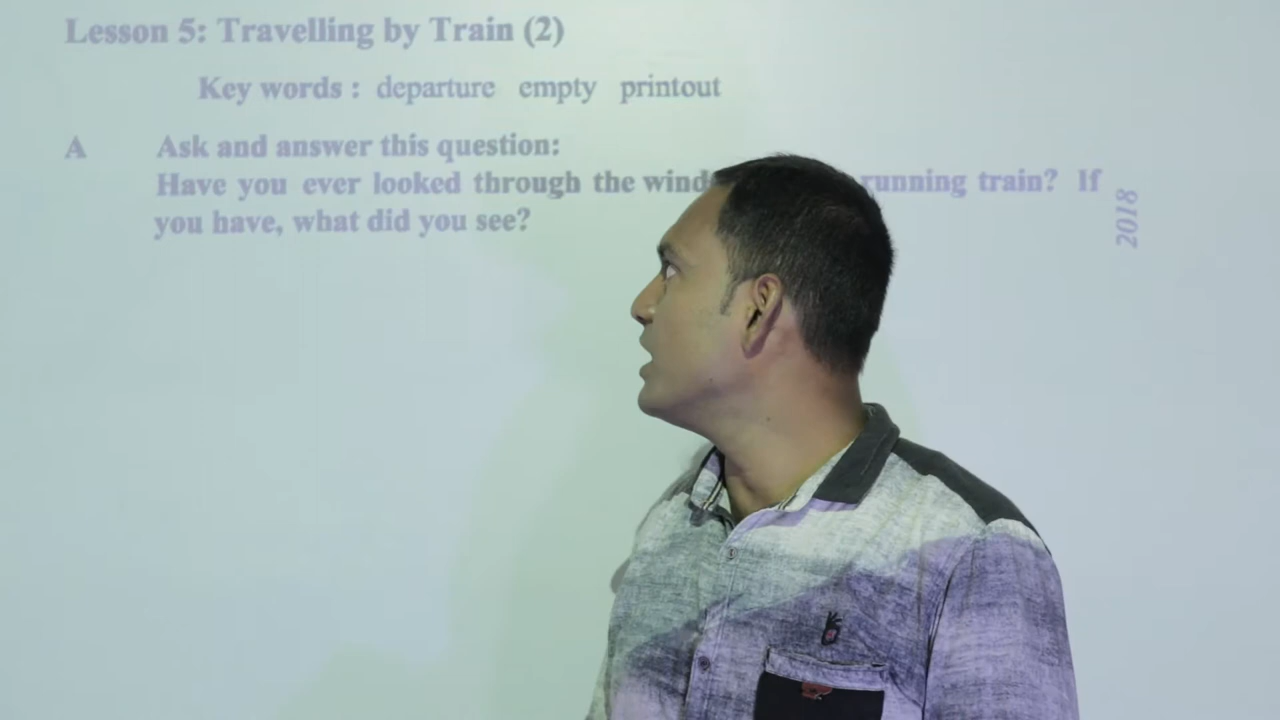 Lesson 5: Travelling by Train (2)
Key words : departure empty printout
A Ask and answer this question:
Have you ever looked through the running train? If
you have, what did you see?
2018